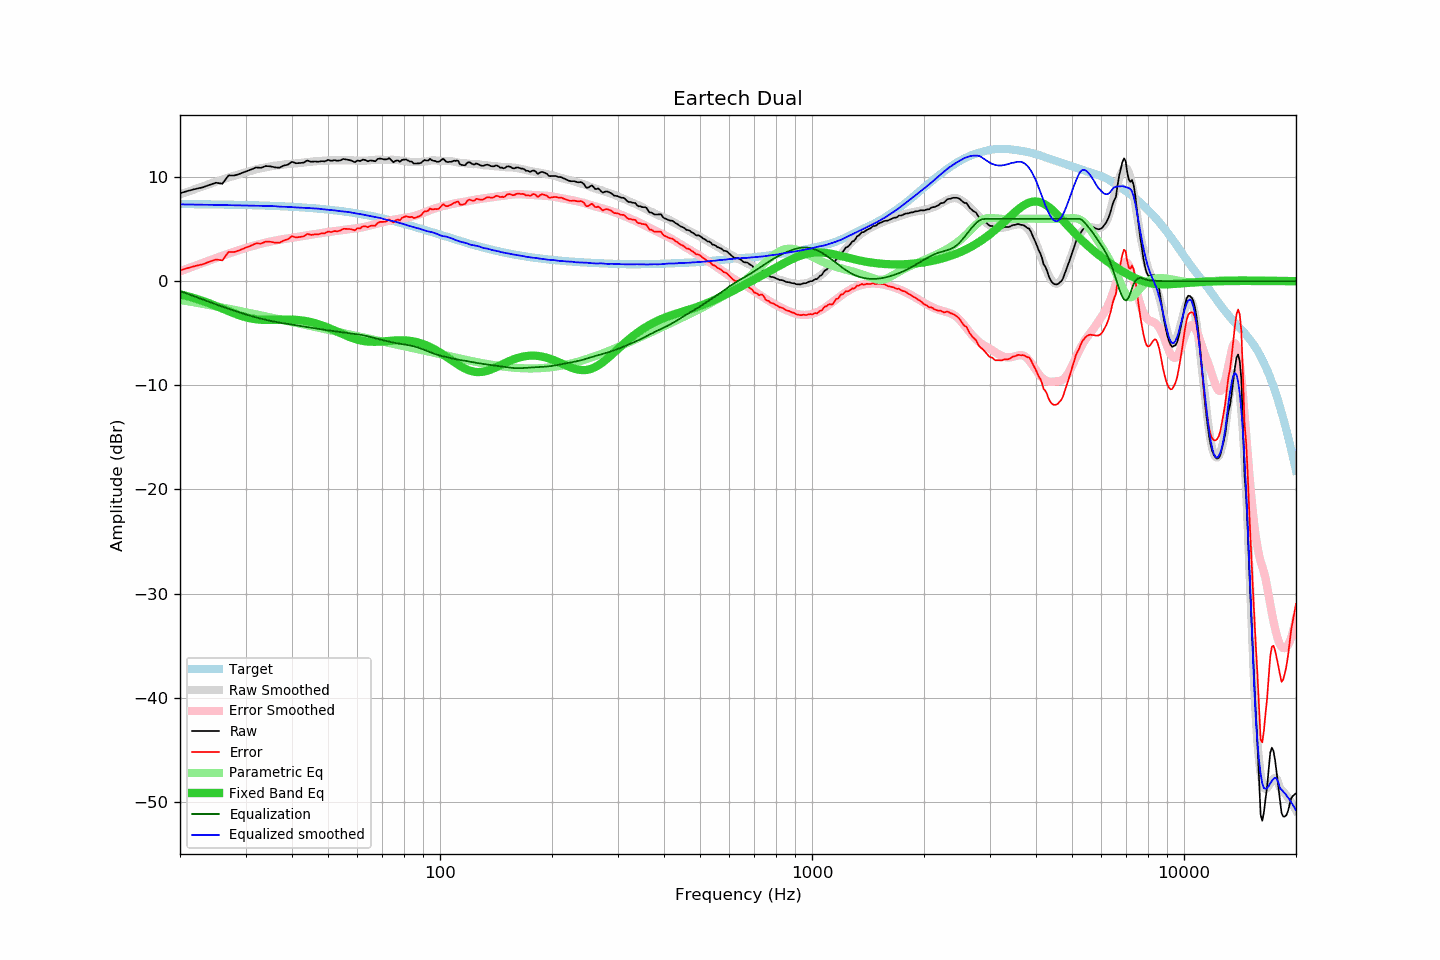 Eartech Dual
Amplitude (dBr)
10
0
−10
−20
−30
−40
−50
Target
Raw Smoothed
Error Smoothed
Raw
Error
Parametric Eq
Fixed Band Eq
Equalization
Equalized smoothed
100
1000
10000
Frequency (Hz)